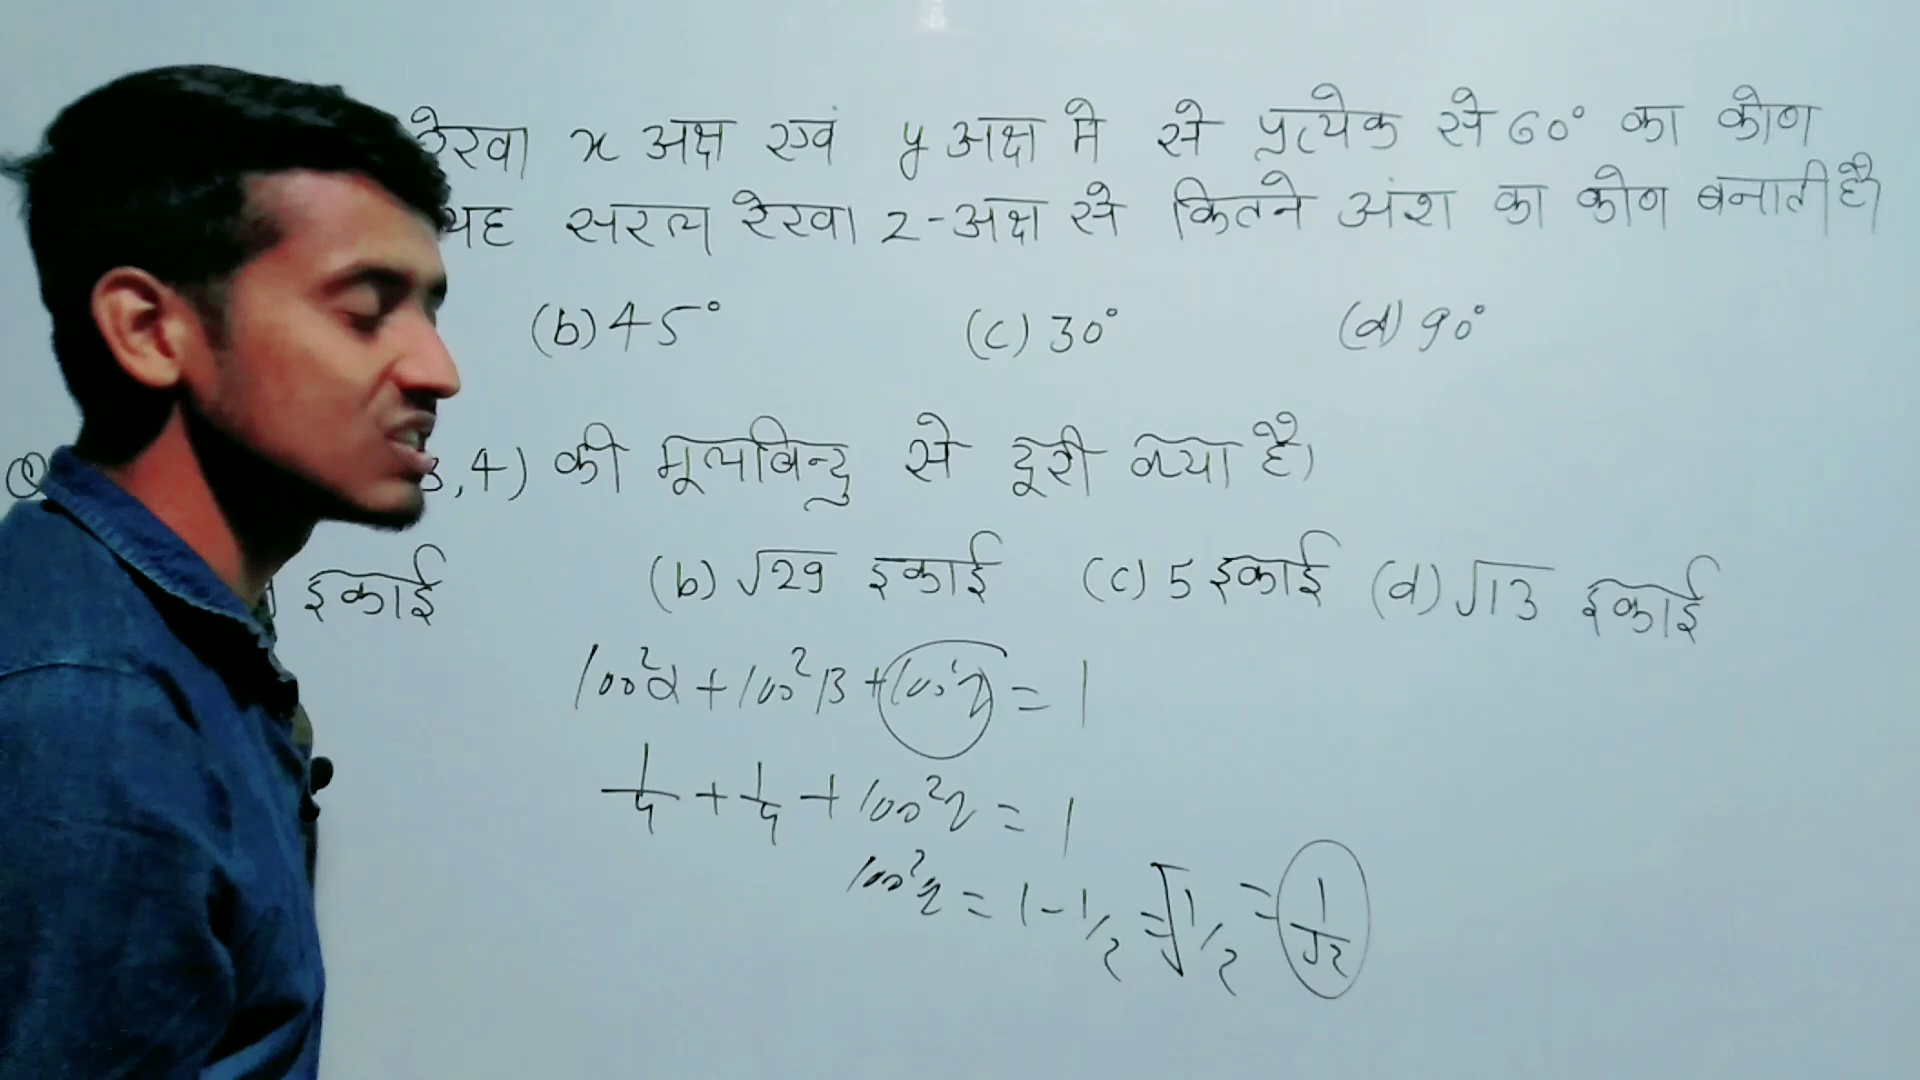 रेखा x अक्ष एवं y अक्ष मे से प्रत्येक से 60° का कोण
यह सरल रेखा z-अक्ष से कितने अंश का कोण बनाती है।
(b) 45° (c) 30° (d) 90°
3,4) की मूलबिन्दु से दूरी क्या है।
इकाई (b) √29 इकाई (c) 5 इकाई (d) √13 इकाई
cos²α + cos²β + cos²γ = 1
1/4 + 1/4 + cos²γ = 1
cos²γ = 1 - 1/2 = √1/2 = 1/√2